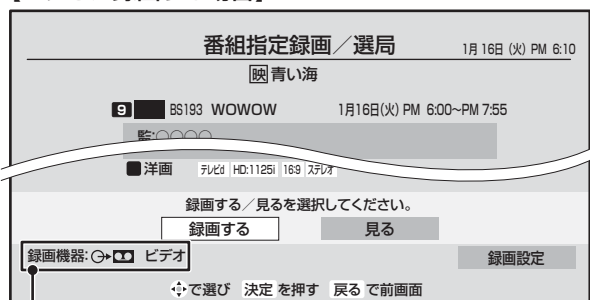 番組指定録画／選局 1月16日 (火) PM 6:10
映 青い海
9 BS193 WOWOW 1月16日(火) PM 6:00~PM 7:55
監:○○○○
洋画 テレビd HD:1125i 16:9 ステレオ
録画する／見るを選択してください。
録画する 見る
録画機器: ビデオ 録画設定
で選び 決定 を押す 戻る で前画面